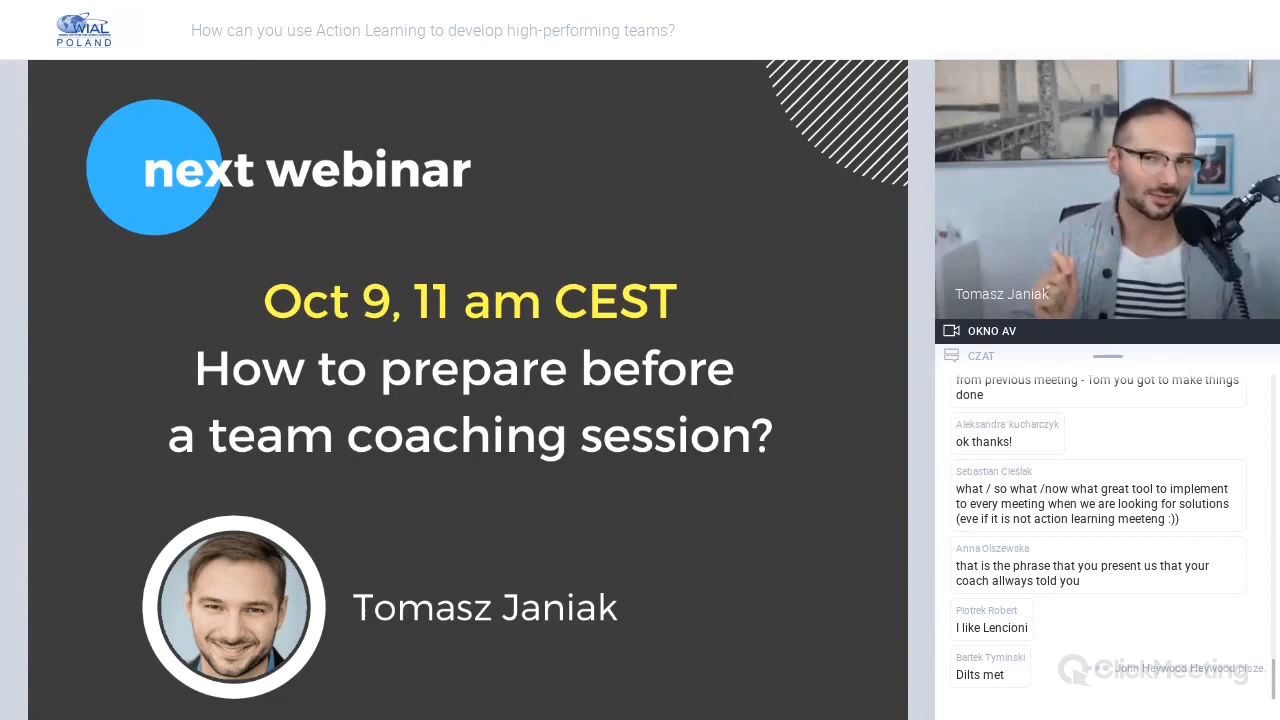 WIAL
POLAND
How can you use Action Learning to develop high-performing teams?
next webinar
Oct 9, 11 am CEST
How to prepare before
a team coaching session?
Tomasz Janiak
Tomasz Janiak
OKNO AV
CZAT
from previous meeting - Tom you got to make things
done
Aleksandra 'kucharczyk
ok thanks!
Sebastian Cieślak
what / so what /now what great tool to implement
to every meeting when we are looking for solutions
(eve if it is not action learning meeteng :))
Anna Olszewska
that is the phrase that you present us that your
coach allways told you
Piotrek Robert
I like Lencioni
Bartek Tyminski
Dilts met
John Heywood Heywood pisze.
ClickMeeting